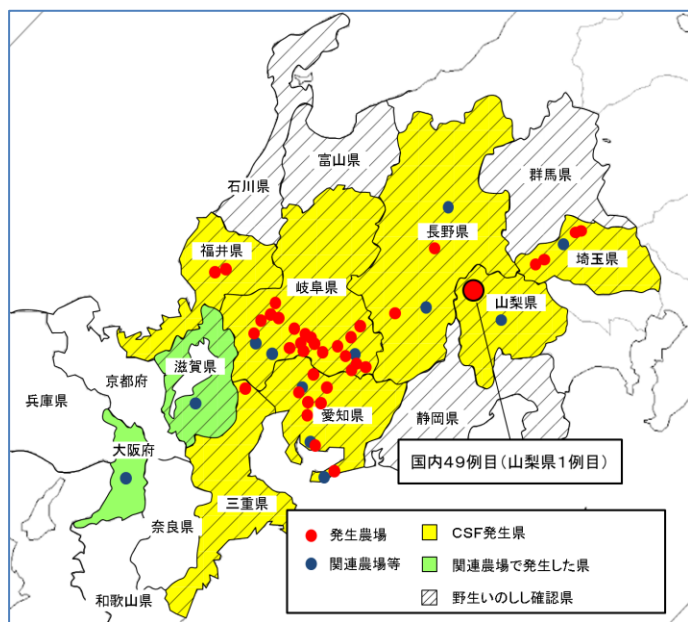 富山県
石川県
群馬県
長野県
福井県
埼玉県
岐阜県
山梨県
滋賀県
京都府
兵庫県
静岡県
愛知県
大阪府
国内49例目(山梨県1例目)
三重県
奈良県
和歌山県
発生農場
CSF発生県
関連農場等
関連農場で発生した県
野生いのしし確認県